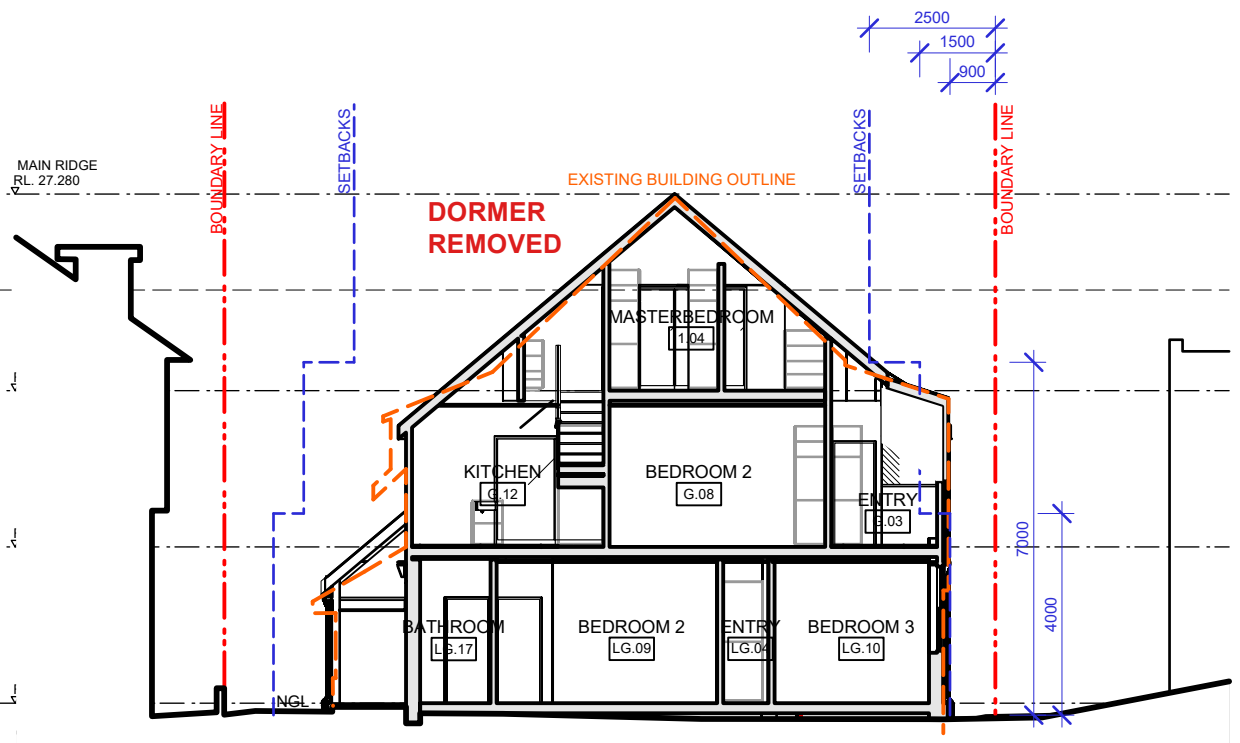 2500
1500
900
BOUNDARY LINE
SETBACKS
SETBACKS
BOUNDARY LINE
MAIN RIDGE
RL. 27.280
EXISTING BUILDING OUTLINE
DORMER
REMOVED
MASTERBEDROOM
1.04
KITCHEN
G.12
BEDROOM 2
G.08
ENTRY
G.03
7000
4000
BATHROOM
LG.17
BEDROOM 2
LG.09
ENTRY
LG.04
BEDROOM 3
LG.10
NGL